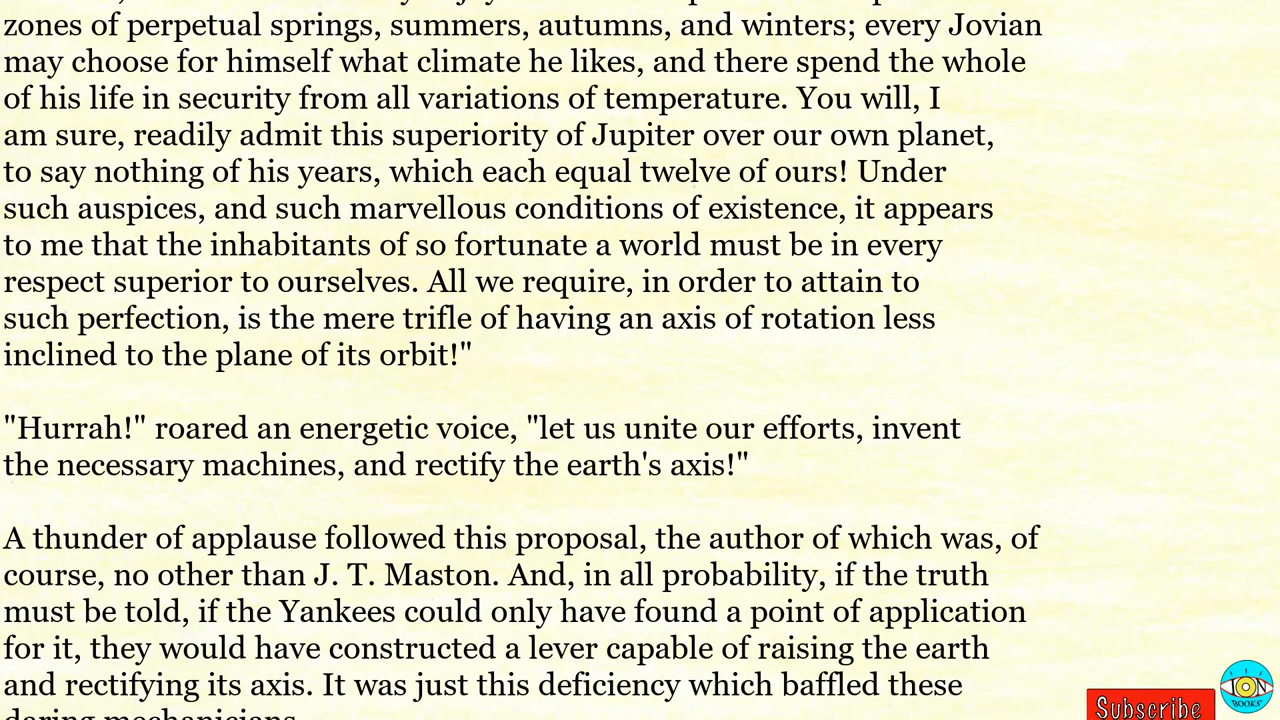 zones of perpetual springs, summers, autumns, and winters; every Jovian
may choose for himself what climate he likes, and there spend the whole
of his life in security from all variations of temperature. You will, I
am sure, readily admit this superiority of Jupiter over our own planet,
to say nothing of his years, which each equal twelve of ours! Under
such auspices, and such marvellous conditions of existence, it appears
to me that the inhabitants of so fortunate a world must be in every
respect superior to ourselves. All we require, in order to attain to
such perfection, is the mere trifle of having an axis of rotation less
inclined to the plane of its orbit!"
"Hurrah!" roared an energetic voice, "let us unite our efforts, invent
the necessary machines, and rectify the earth's axis!"
A thunder of applause followed this proposal, the author of which was, of
course, no other than J. T. Maston. And, in all probability, if the truth
must be told, if the Yankees could only have found a point of application
for it, they would have constructed a lever capable of raising the earth
and rectifying its axis. It was just this deficiency which baffled these
daring mechanicians.
Subscribe
ION
BOOKS